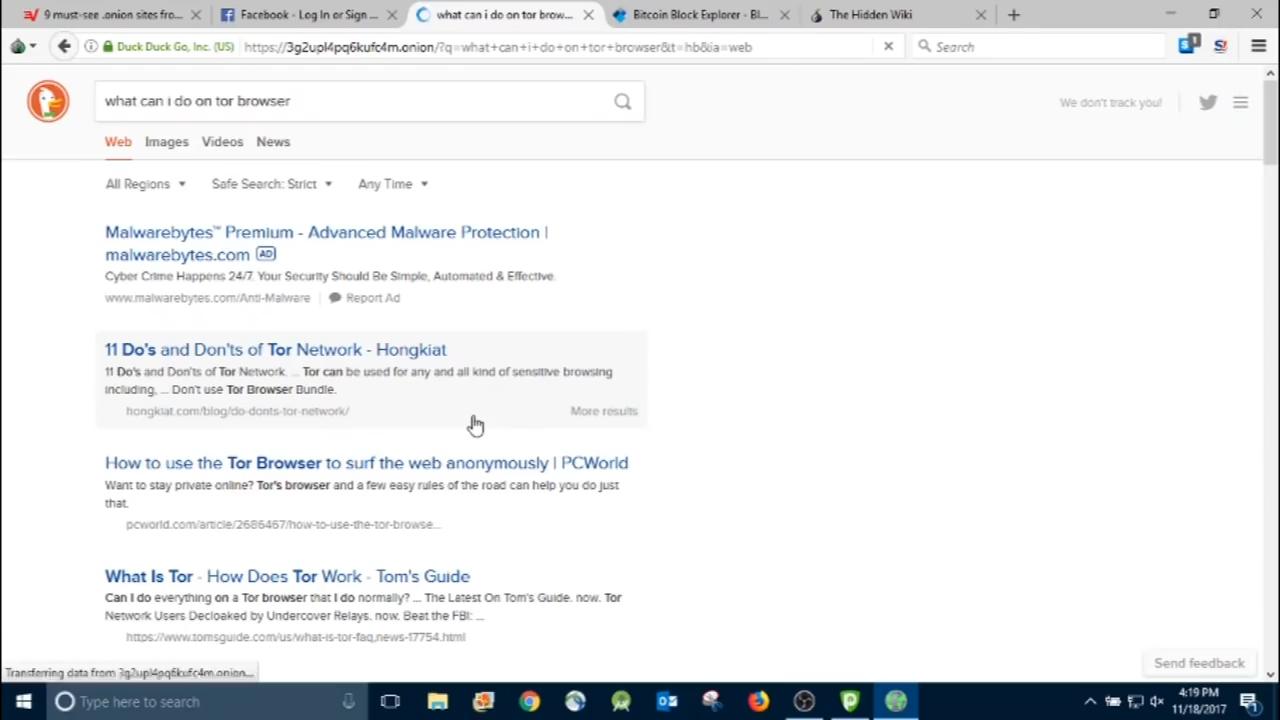 9 must-see .onion sites fro...
Facebook - Log In or Sign ...
what can i do on tor brow...
Bitcoin Block Explorer - Bl...
The Hidden Wiki
Duck Duck Go, Inc. (US)
https://3g2upl4pq6kufc4m.onion/?q=what+can+i+do+on+tor+browser&t=hb&ia=web
Search
1
what can i do on tor browser
We don't track you!
Web Images Videos News
All Regions Safe Search: Strict Any Time
Malwarebytes™ Premium - Advanced Malware Protection |
malwarebytes.com AD
Cyber Crime Happens 24/7. Your Security Should Be Simple, Automated & Effective.
www.malwarebytes.com/Anti-Malware Report Ad
11 Do's and Don'ts of Tor Network - Hongkiat
11 Do's and Don'ts of Tor Network. ... Tor can be used for any and all kind of sensitive browsing
including, ... Don't use Tor Browser Bundle.
hongkiat.com/blog/do-donts-tor-network/ More results
How to use the Tor Browser to surf the web anonymously | PCWorld
Want to stay private online? Tor's browser and a few easy rules of the road can help you do just
that.
pcworld.com/article/2686467/how-to-use-the-tor-browse...
What Is Tor - How Does Tor Work - Tom's Guide
Can I do everything on a Tor browser that I do normally? ... The Latest On Tom's Guide. now. Tor
Network Users Decloaked by Undercover Relays. now. Beat the FBI: ...
https://www.tomsguide.com/us/what-is-tor-faq,news-17754.html
Send feedback
Transferring data from 3g2upl4pq6kufc4m.onion...
Type here to search
4:19 PM
11/18/2017
1